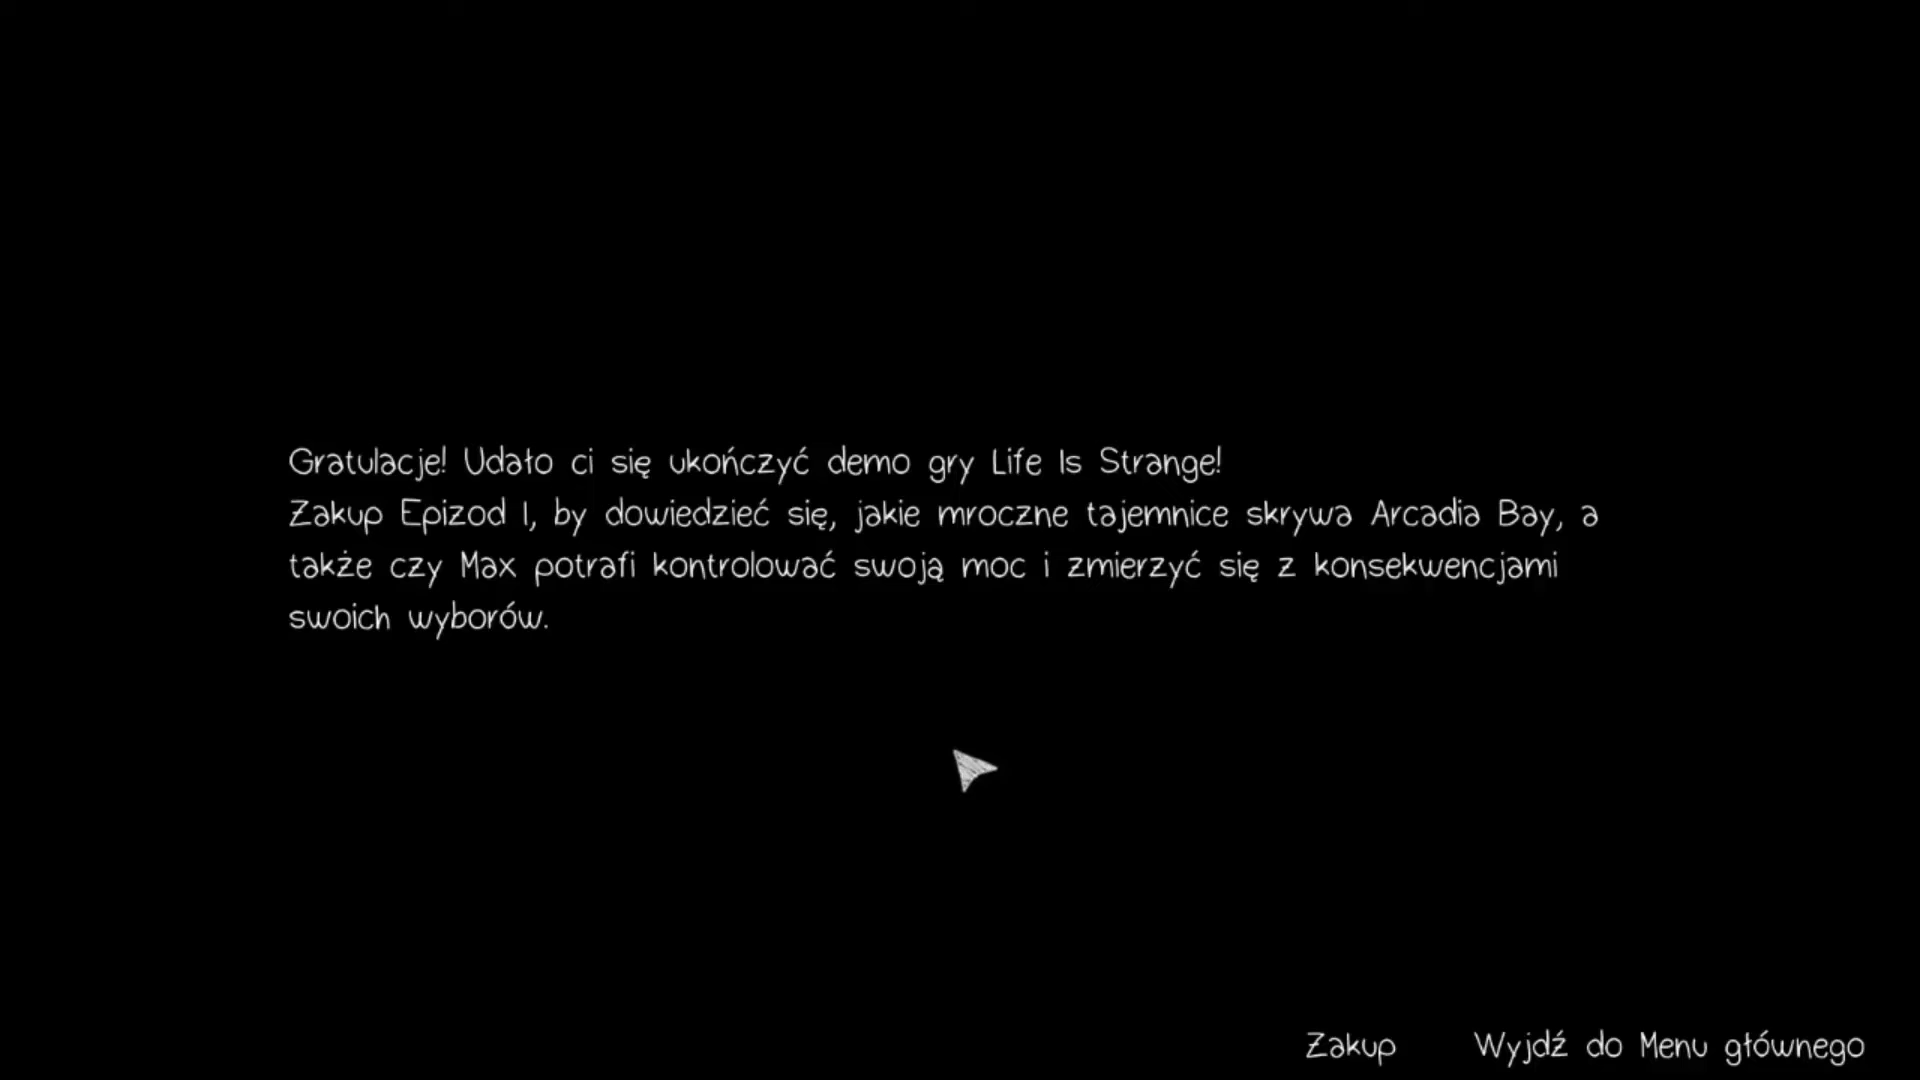 Gratulacje! Udało ci się ukończyć demo gry Life Is Strange!
Zakup Epizod 1, by dowiedzieć się, jakie mroczne tajemnice skrywa Arcadia Bay, a
także czy Max potrafi kontrolować swoją moc i zmierzyć się z konsekwencjami
swoich wyborów.
Zakup
Wyjdź do Menu głównego